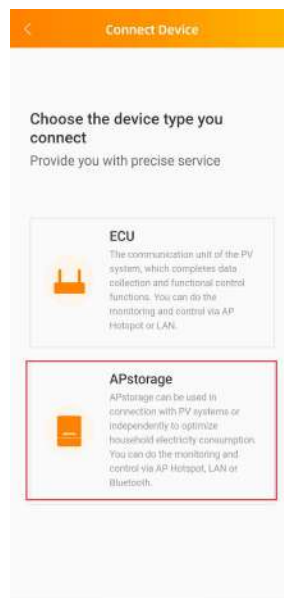 Connect Device
Choose the device type you
connect
Provide you with precise service
ECU
The communication unit of the PV
system, which completes data
collection and functional control
functions. You can do the
monitoring and control via AP
Hotspot or LAN.
APstorage
APstorage can be used in
connection with PV systems or
independently to optimize
household electricity consumption.
You can do the monitoring and
control via AP Hotspot, LAN or
Bluetooth.